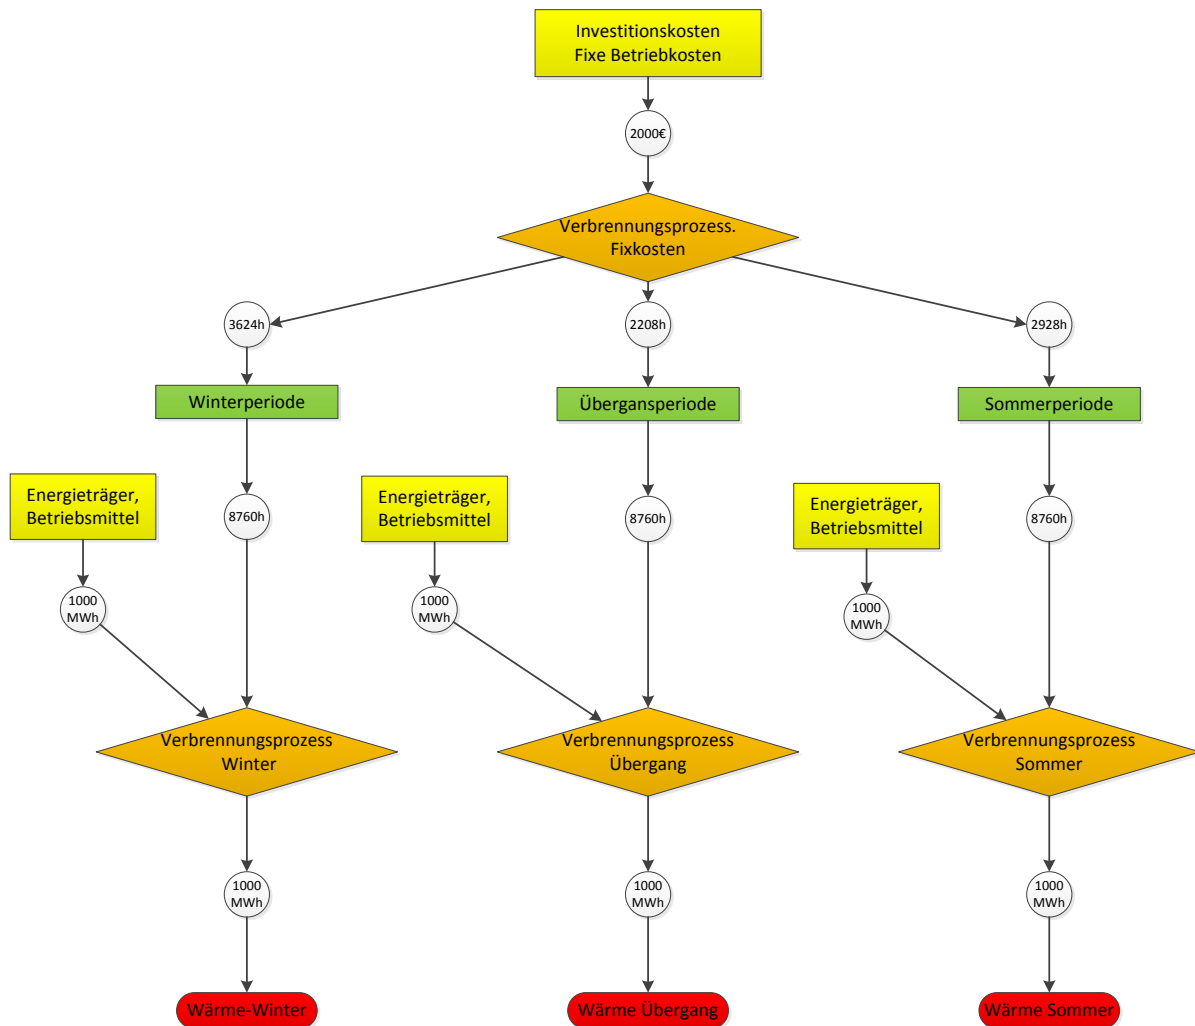 Investitionskosten
Fixe Betriebkosten
2000€
Verbrennungsprozess.
Fixkosten
3624h
2208h
2928h
Winterperiode
Übergansperiode
Sommerperiode
Energieträger,
Betriebsmittel
8760h
Energieträger,
Betriebsmittel
8760h
Energieträger,
Betriebsmittel
8760h
1000
MWh
1000
MWh
1000
MWh
Verbrennungsprozess
Winter
Verbrennungsprozess
Übergang
Verbrennungsprozess
Sommer
1000
MWh
1000
MWh
1000
MWh
Wärme-Winter
Wärme Übergang
Wärme Sommer